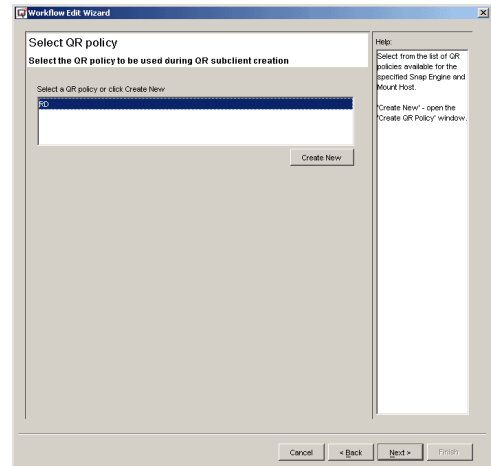 Workflow Edit Wizard
Select QR policy
Select the QR policy to be used during QR subclient creation
Select a QR policy or click Create New
RD
Create New
Help:
Select from the list of QR
policies available for the
specified Snap Engine and
Mount Host.
'Create New' - open the
'Create QR Policy' window.
Cancel
< Back
Next >
Finish